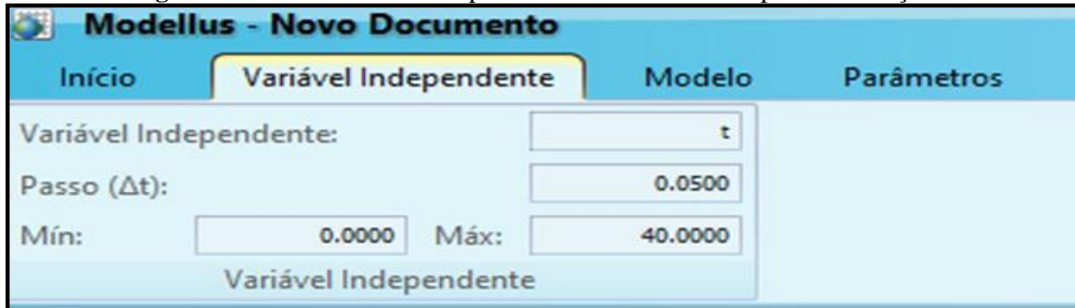 Modellus - Novo Documento
Início Variável Independente Modelo Parâmetros
Variável Independente: t
Passo (Δt): 0.0500
Mín: 0.0000 Máx: 40.0000
Variável Independente